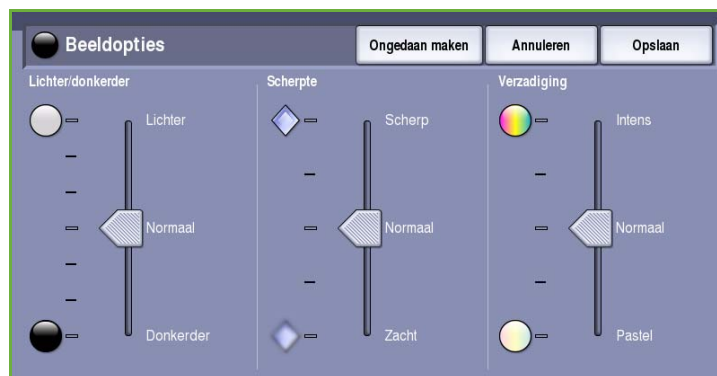 Beeldopties
Ongedaan maken
Annuleren
Opslaan
Lichter/donkerder
Scherpte
Verzadiging
Lichter
Normaal
Donkerder
Scherp
Normaal
Zacht
Intens
Normaal
Pastel